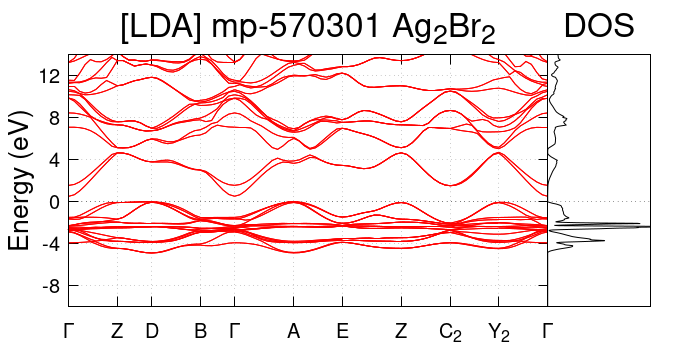 [LDA] mp-570301 Ag₂Br₂ DOS
Energy (eV)
12
8
4
0
-4
-8
Γ Z D B Γ A E Z C₂ Y₂ Γ